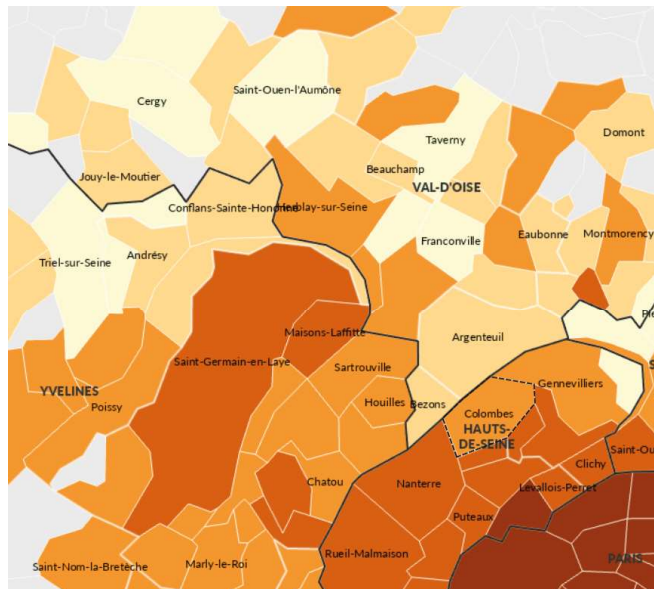 Cergy
Saint-Ouen-l'Aumône
Taverny
Domont
Jouy-le-Moutier
Beauchamp
VAL-D'OISE
Conflans-Sainte-Honorine
Herblay-sur-Seine
Franconville
Eaubonne
Montmorency
Triel-sur-Seine
Andrésy
Pie
Maisons-Laffitte
Argenteuil
Saint-Germain-en-Laye
Sartrouville
S
YVELINES
Poissy
Houilles
Bezons
Gennevilliers
Colombes
HAUTS-
DE-SEINE
Saint-Ou
Clichy
Chatou
Nanterre
Levallois-Perret
Puteaux
Rueil-Malmaison
PARIS
Saint-Nom-la-Bretèche
Marly-le-Roi